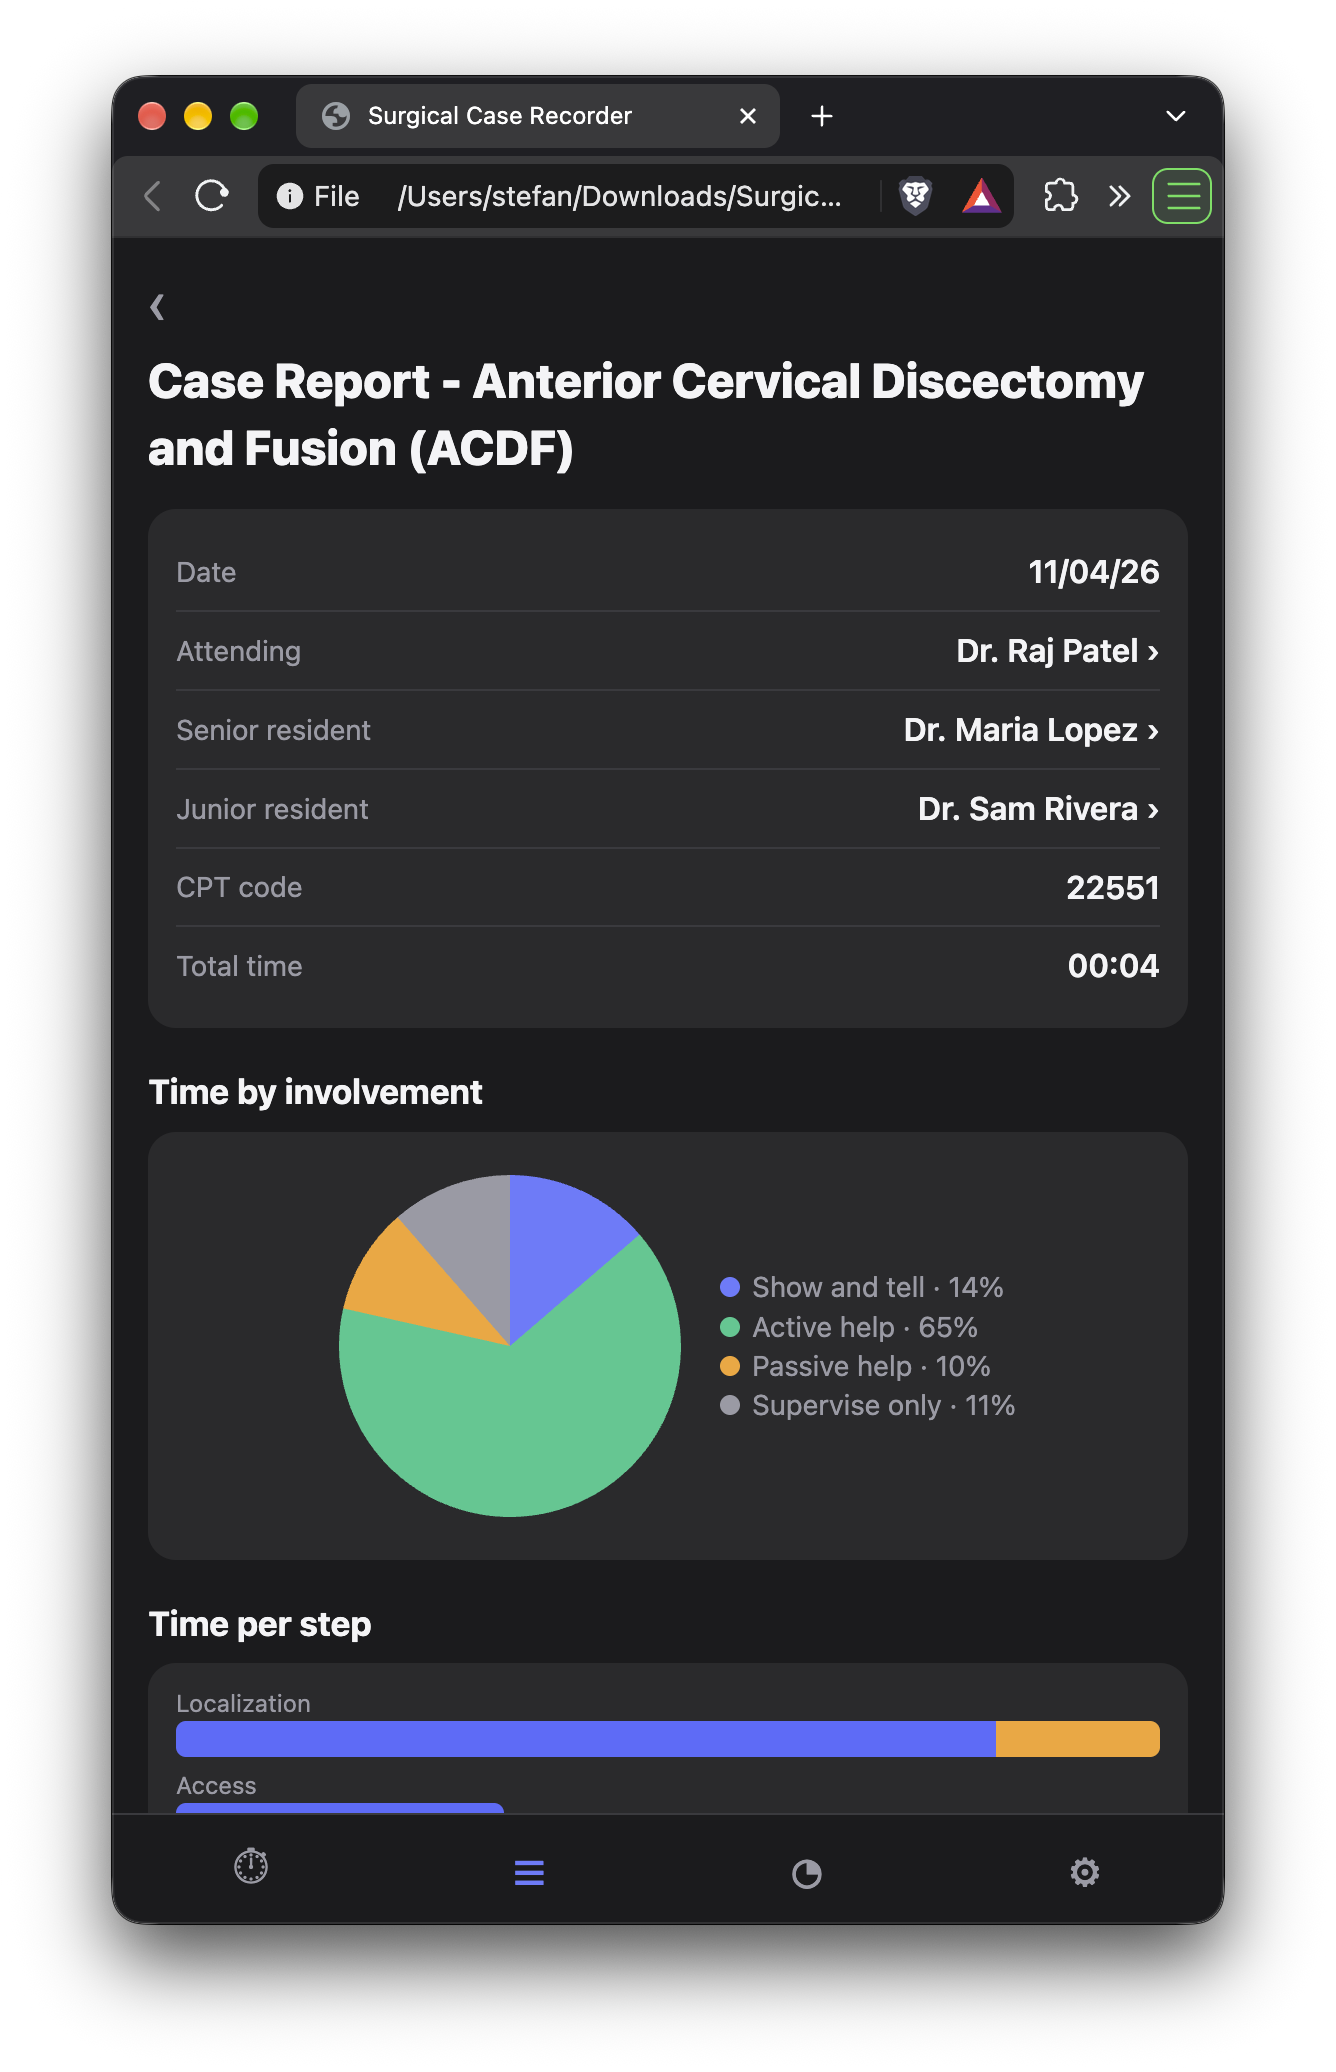 Surgical Case Recorder
File /Users/stefan/Downloads/Surgic...
Case Report - Anterior Cervical Discectomy
and Fusion (ACDF)
Date 11/04/26
Attending Dr. Raj Patel ›
Senior resident Dr. Maria Lopez ›
Junior resident Dr. Sam Rivera ›
CPT code 22551
Total time 00:04
Time by involvement
Show and tell · 14%
Active help · 65%
Passive help · 10%
Supervise only · 11%
Time per step
Localization
Access